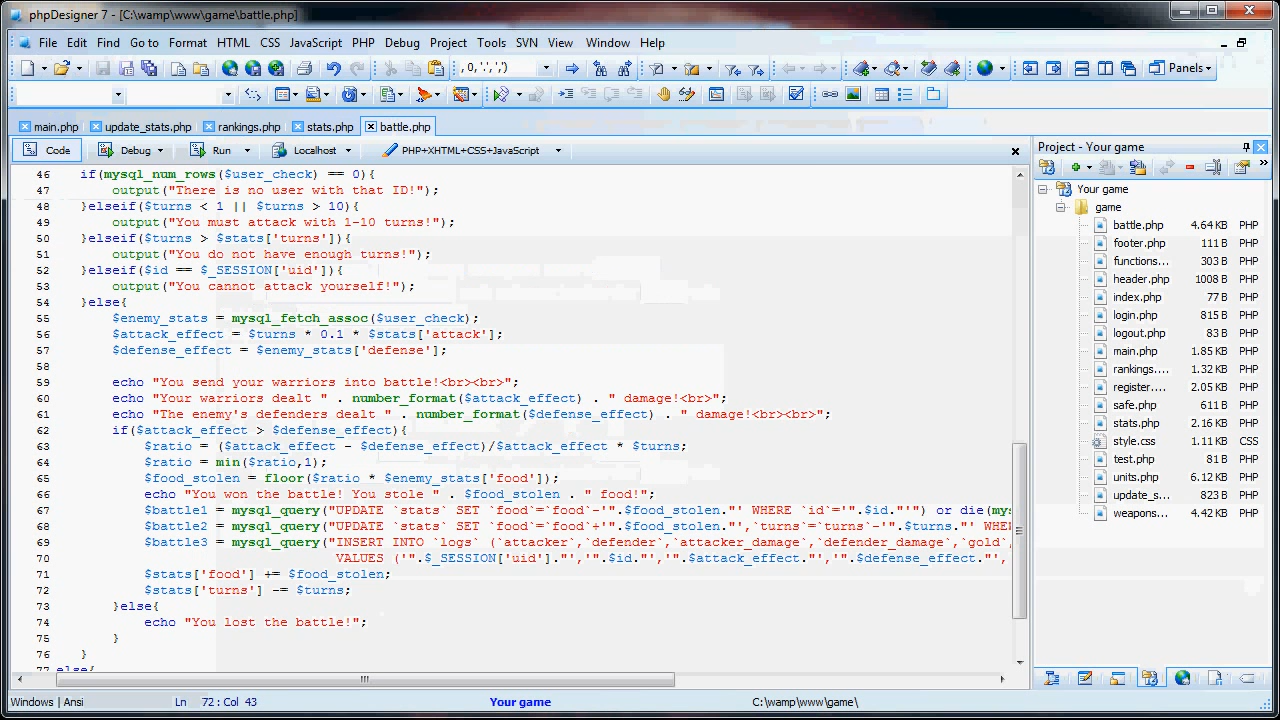 phpDesigner 7 - [C:\wamp\www\game\battle.php]
File Edit Find Go to Format HTML CSS JavaScript PHP Debug Project Tools SVN View Window Help
, 0, '.', ',') Panels
main.php update_stats.php rankings.php stats.php battle.php
Code Debug Run Localhost PHP+XHTML+CSS+JavaScript
46 if(mysql_num_rows($user_check) == 0){
47 output("There is no user with that ID!");
48 }elseif($turns < 1 || $turns > 10){
49 output("You must attack with 1-10 turns!");
50 }elseif($turns > $stats['turns']){
51 output("You do not have enough turns!");
52 }elseif($id == $_SESSION['uid']){
53 output("You cannot attack yourself!");
54 }else{
55 $enemy_stats = mysql_fetch_assoc($user_check);
56 $attack_effect = $turns * 0.1 * $stats['attack'];
57 $defense_effect = $enemy_stats['defense'];
58
59 echo "You send your warriors into battle!<br><br>";
60 echo "Your warriors dealt " . number_format($attack_effect) . " damage!<br>";
61 echo "The enemy's defenders dealt " . number_format($defense_effect) . " damage!<br><br>";
62 if($attack_effect > $defense_effect){
63 $ratio = ($attack_effect - $defense_effect)/$attack_effect * $turns;
64 $ratio = min($ratio,1);
65 $food_stolen = floor($ratio * $enemy_stats['food']);
66 echo "You won the battle! You stole " . $food_stolen . " food!";
67 $battle1 = mysql_query("UPDATE `stats` SET `food`=`food`-'".$food_stolen."' WHERE `id`='".$id."'") or die(my
68 $battle2 = mysql_query("UPDATE `stats` SET `food`=`food`+'".$food_stolen."',`turns`=`turns`-'".$turns."' WHE
69 $battle3 = mysql_query("INSERT INTO `logs` (`attacker`,`defender`,`attacker_damage`,`defender_damage`,`gold`,
70 VALUES ('".$_SESSION['uid']."','".$id."','".$attack_effect."','".$defense_effect."',
71 $stats['food'] += $food_stolen;
72 $stats['turns'] -= $turns;
73 }else{
74 echo "You lost the battle!";
75 }
76 }
77 else{
Project - Your game
Your game
game
battle.php 4.64 KB PHP
footer.php 111 B PHP
functions... 303 B PHP
header.php 1008 B PHP
index.php 77 B PHP
login.php 815 B PHP
logout.php 83 B PHP
main.php 1.85 KB PHP
rankings.... 1.32 KB PHP
register.... 2.05 KB PHP
safe.php 611 B PHP
stats.php 2.16 KB PHP
style.css 1.11 KB CSS
test.php 81 B PHP
units.php 6.12 KB PHP
update_s... 823 B PHP
weapons... 4.42 KB PHP
Windows | Ansi Ln 72 : Col 43 Your game C:\wamp\www\game\